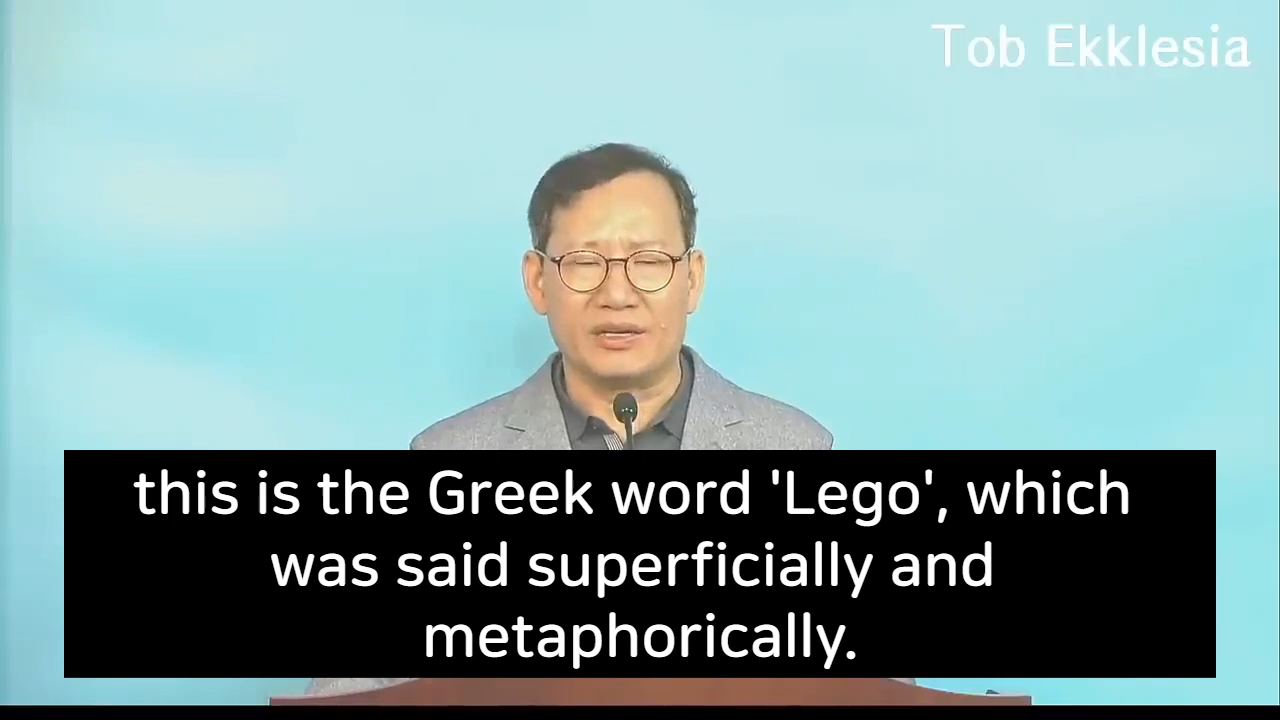 Tob Ekklesia
this is the Greek word 'Lego', which
was said superficially and
metaphorically.